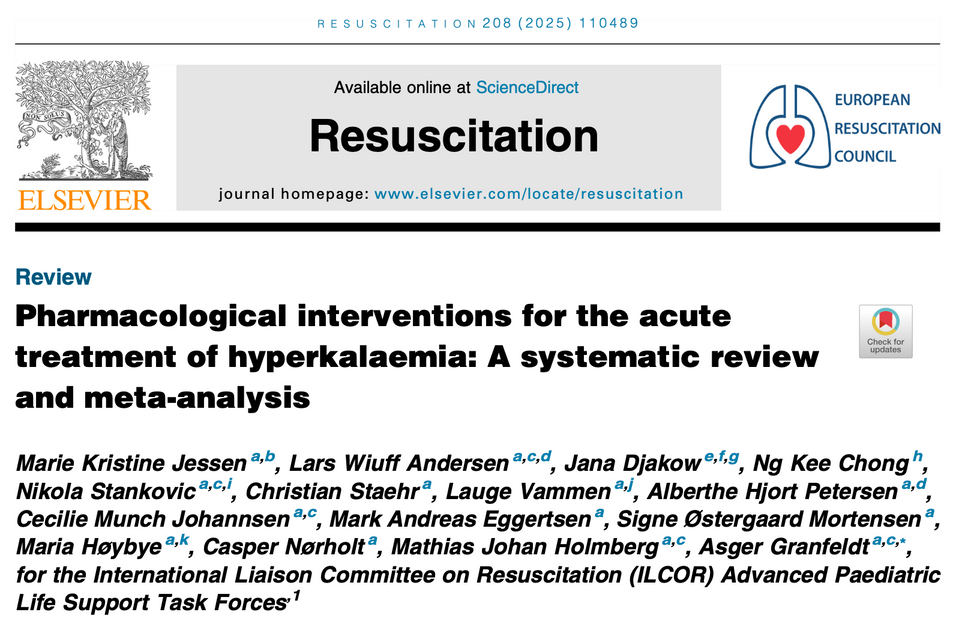 RESUSCITATION 208 (2025) 110489
Available online at ScienceDirect
Resuscitation
journal homepage: www.elsevier.com/locate/resuscitation
NON SOLUS
ELSEVIER
EUROPEAN
RESUSCITATION
COUNCIL
Review
Pharmacological interventions for the acute
treatment of hyperkalaemia: A systematic review
and meta-analysis
Check for
updates
Marie Kristine Jessen a,b, Lars Wiuff Andersen a,c,d, Jana Djakow e,f,g, Ng Kee Chong h,
Nikola Stankovic a,c,i, Christian Staehr a, Lauge Vammen a,j, Alberthe Hjort Petersen a,d,
Cecilie Munch Johannsen a,c, Mark Andreas Eggertsen a, Signe Østergaard Mortensen a,
Maria Høybye a,k, Casper Nørholt a, Mathias Johan Holmberg a,c, Asger Granfeldt a,c,*,
for the International Liaison Committee on Resuscitation (ILCOR) Advanced Paediatric
Life Support Task Forces,1